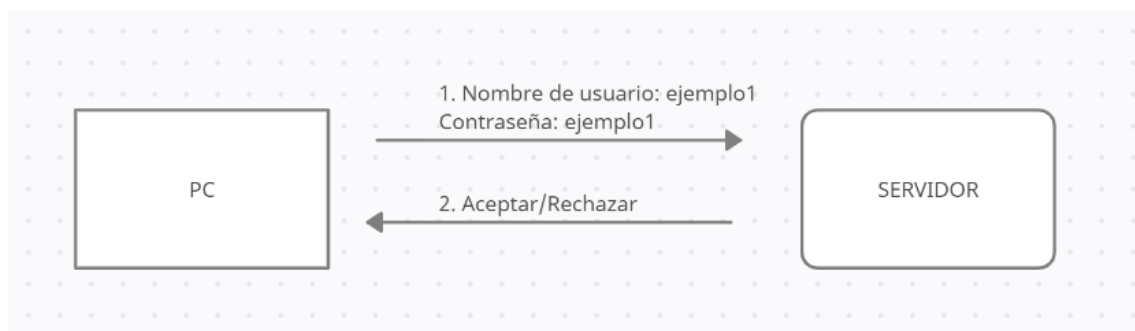 1. Nombre de usuario: ejemplo1
Contraseña: ejemplo1
PC
SERVIDOR
2. Aceptar/Rechazar